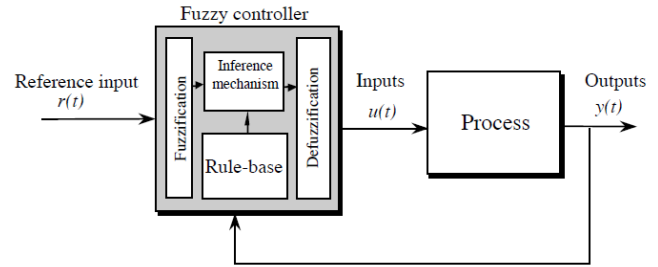 Fuzzy controller
Reference input
r(t)
Fuzzification
Inference
mechanism
Rule-base
Defuzzification
Inputs
u(t)
Process
Outputs
y(t)